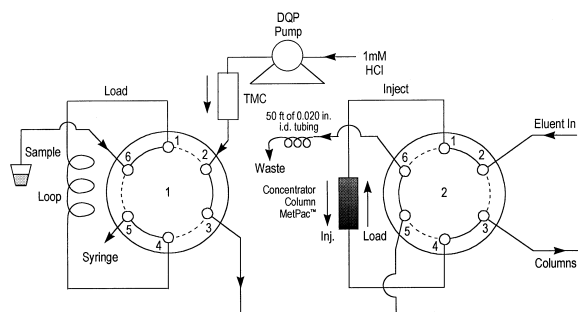 DQP
Pump
1mM
HCl
TMC
Load
Inject
50 ft of 0.020 in.
i.d. tubing
Eluent In
Waste
Sample
Loop
Syringe
1
6
1
2
3
4
5
Concentrator
Column
MetPac™
Inj.
Load
2
6
1
2
3
4
5
Columns